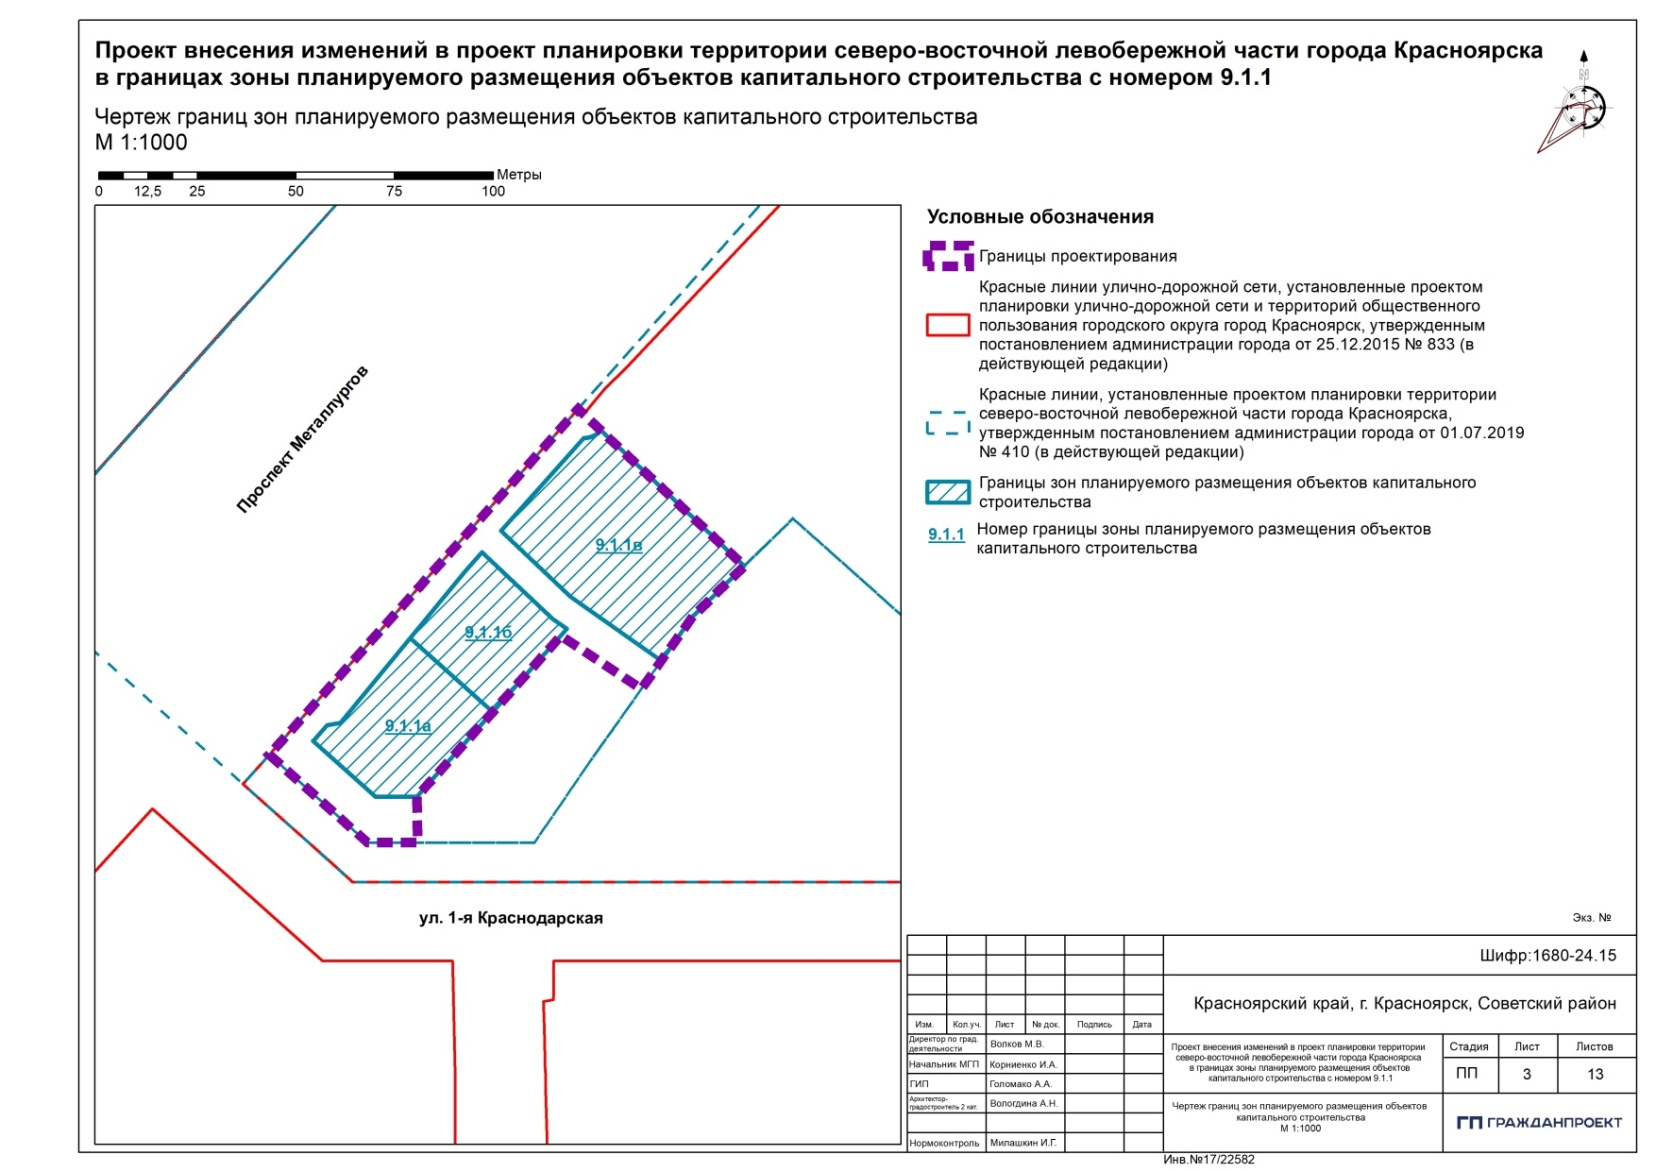 Проект внесения изменений в проект планировки территории северо-восточной левобережной части города Красноярска
в границах зоны планируемого размещения объектов капитального строительства с номером 9.1.1
Чертеж границ зон планируемого размещения объектов капитального строительства
М 1:1000
Метры
0 12,5 25 50 75 100
N
Проспект Металлургов
9.1.1в
9.1.1б
9.1.1а
ул. 1-я Краснодарская
Условные обозначения
Границы проектирования
Красные линии улично-дорожной сети, установленные проектом
планировки улично-дорожной сети и территорий общественного
пользования городского округа город Красноярск, утвержденным
постановлением администрации города от 25.12.2015 № 833 (в
действующей редакции)
Красные линии, установленные проектом планировки территории
северо-восточной левобережной части города Красноярска,
утвержденным постановлением администрации города от 01.07.2019
№ 410 (в действующей редакции)
Границы зон планируемого размещения объектов капитального
строительства
9.1.1 Номер границы зоны планируемого размещения объектов
капитального строительства
Экз. №
Шифр:1680-24.15
Красноярский край, г. Красноярск, Советский район
Изм. Кол.уч. Лист № док. Подпись Дата
Директор по град.
деятельности
Волков М.В.
Начальник МГП Корниенко И.А.
ГИП Голомако А.А.
Архитектор-
градостроитель 2 кат.
Вологдина А.Н.
Нормоконтроль Милашкин И.Г.
Проект внесения изменений в проект планировки территории
северо-восточной левобережной части города Красноярска
в границах зоны планируемого размещения объектов
капитального строительства с номером 9.1.1
Стадия Лист Листов
ПП 3 13
Чертеж границ зон планируемого размещения объектов
капитального строительства
М 1:1000
ГП ГРАЖДАНПРОЕКТ
Инв.№17/22582